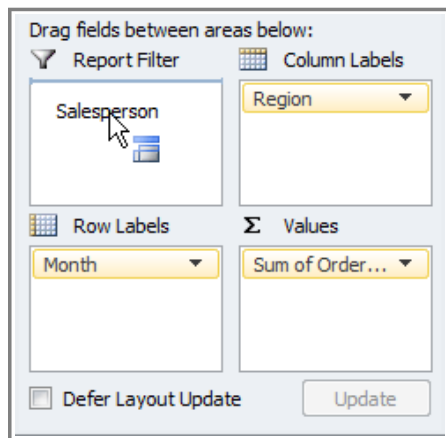 Drag fields between areas below:
Report Filter
Column Labels
Salesperson
Region
Row Labels
Σ Values
Month
Sum of Order...
Defer Layout Update
Update